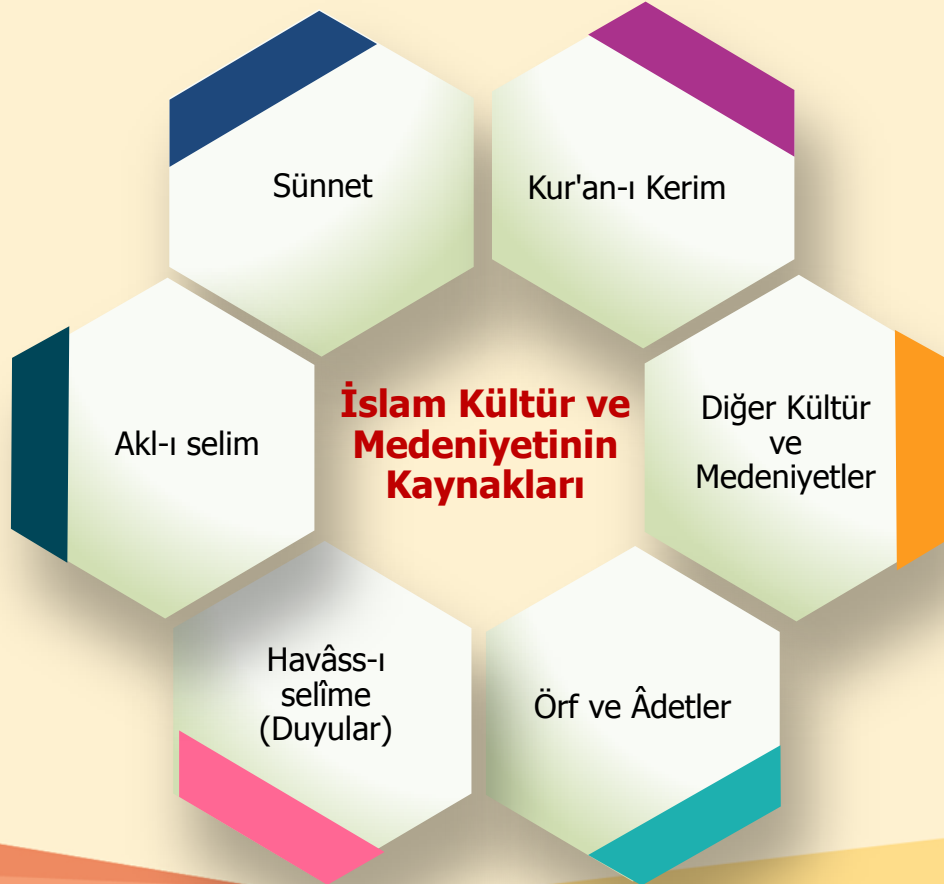 Sünnet
Kur'an-ı Kerim
Akl-ı selim
İslam Kültür ve
Medeniyetinin
Kaynakları
Diğer Kültür
ve
Medeniyetler
Havâss-ı
selîme
(Duyular)
Örf ve Âdetler